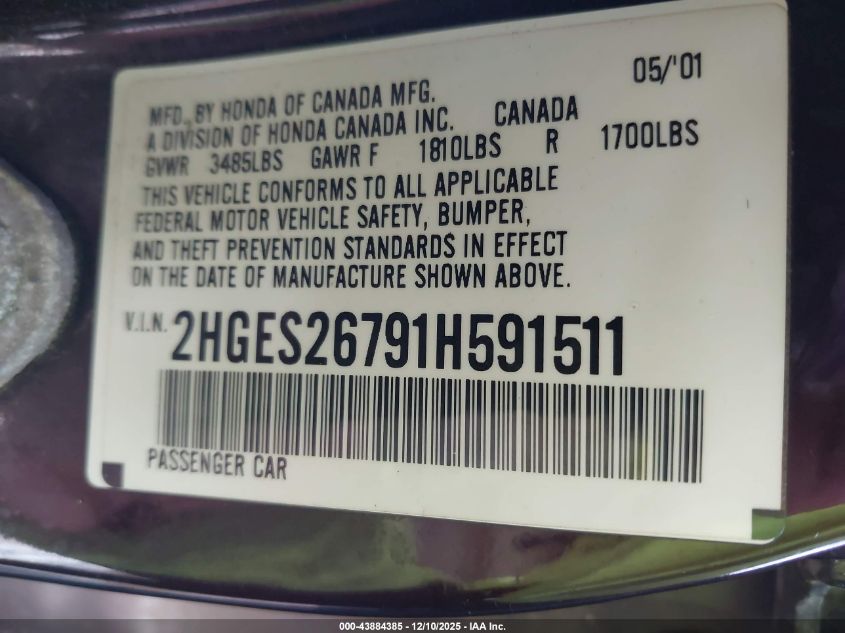 05/'01
MFD. BY HONDA OF CANADA MFG.
A DIVISION OF HONDA CANADA INC. CANADA
GVWR 3485LBS GAWR F 1810LBS R 1700LBS
THIS VEHICLE CONFORMS TO ALL APPLICABLE
FEDERAL MOTOR VEHICLE SAFETY, BUMPER,
AND THEFT PREVENTION STANDARDS IN EFFECT
ON THE DATE OF MANUFACTURE SHOWN ABOVE.
V.I.N. 2HGES26791H591511
PASSENGER CAR
000-43884385 - 12/10/2025 - IAA Inc.